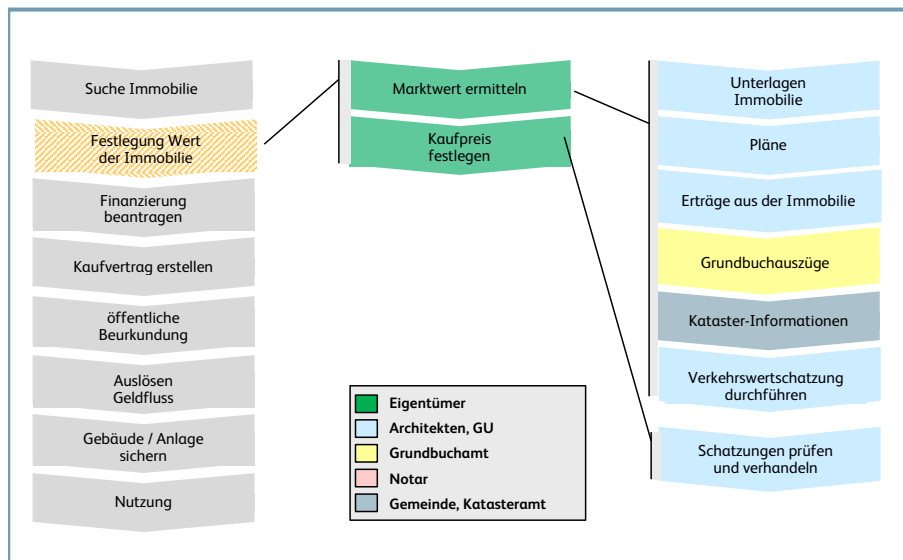 Suche Immobilie
Festlegung Wert
der Immobilie
Finanzierung
beantragen
Kaufvertrag erstellen
öffentliche
Beurkundung
Auslösen
Geldfluss
Gebäude / Anlage
sichern
Nutzung
Marktwert ermitteln
Kaufpreis
festlegen
Eigentümer
Architekten, GU
Grundbuchamt
Notar
Gemeinde, Katasteramt
Unterlagen
Immobilie
Pläne
Erträge aus der Immobilie
Grundbuchauszüge
Kataster-Informationen
Verkehrswertschatzung
durchführen
Schatzungen prüfen
und verhandeln